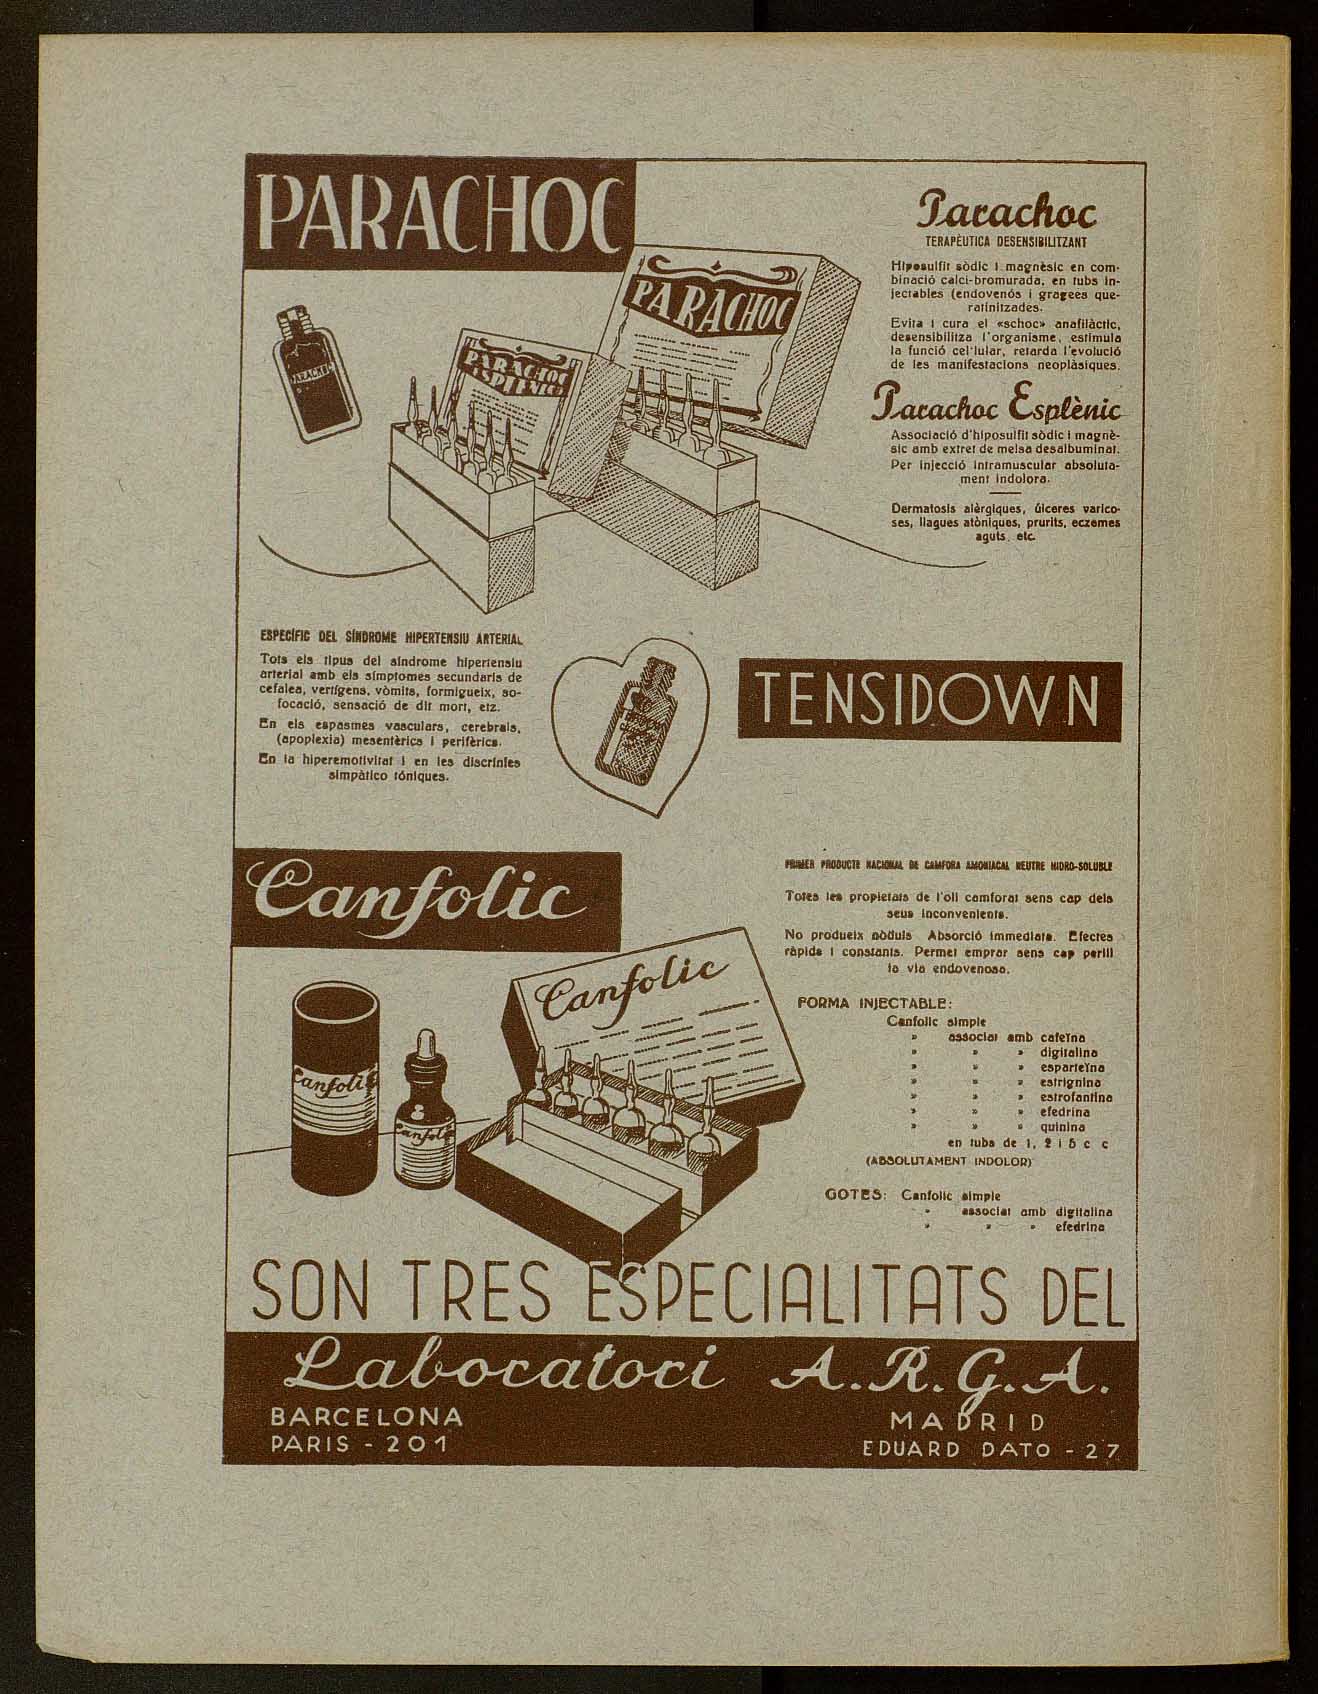 PARACHOC
Parachoc
TERAPÈUTICA DESENSIBILITZANT
Hiposulfit sòdic i magnèsic en com-
binació calci-bromurada, en tubs in-
jectables (endovenós i gragees que-
ratinitzades.
Evita i cura el «schoc» anafilàctic,
desensibilitza l'organisme, estimula
la funció cel·lular, retarda l'evolució
de les manifestacions neoplàsiques.
PARACHOC
PARACHOC
PARACHOC
ESPLENIC
Parachoc Esplènic
Associació d'hiposulfit sòdic i magnè-
sic amb extret de melsa desalbuminat.
Per injecció intramuscular absoluta-
ment indolora.
Dermatosis alèrgiques, úlceres varico-
ses, llagues atòniques, prurits, eczemes
aguts, etc.
ESPECÍFIC DEL SÍNDROME HIPERTENSIU ARTERIAL
Tots els tipus del síndrome hipertensiu
arterial amb els símptomes secundaris de
cefalea, vertígens, vòmits, formigueix, so-
focació, sensació de dit mort, etz.
En els espasmes vasculars, cerebrals,
(apoplexia) mesentèrics i perifèrics.
En la hiperemotivitat i en les discrínies
simpàtico tóniques.
TENSIDOWN
Canfolic
PRIMER PRODUCTE NACIONAL DE CAMFORA AMONIACAL NEUTRE HIDRO-SOLUBLE
Totes les propietats de l'oli camforat sens cap dels
seus inconvenients.
No produeix nòduls Absorció immediata. Efectes
ràpids i constants. Permet emprar sens cap perill
la via endovenosa.
FORMA INJECTABLE:
Canfolic simple
» associat amb cafeïna
» » » digitalina
» » » esparteïna
» » » estrignina
» » » estrofantina
» » » efedrina
» » » quinina
en tubs de 1, 2 i 5 c c
(ABSOLUTAMENT INDOLOR)
GOTES: Canfolic simple
» associat amb digitalina
» » » efedrina
Canfolic
Canfolic
Canfolic
SON TRES ESPECIALITATS DEL
Laboratori A.R.G.A.
BARCELONA
PARIS - 201
MADRID
EDUARD DATO - 27